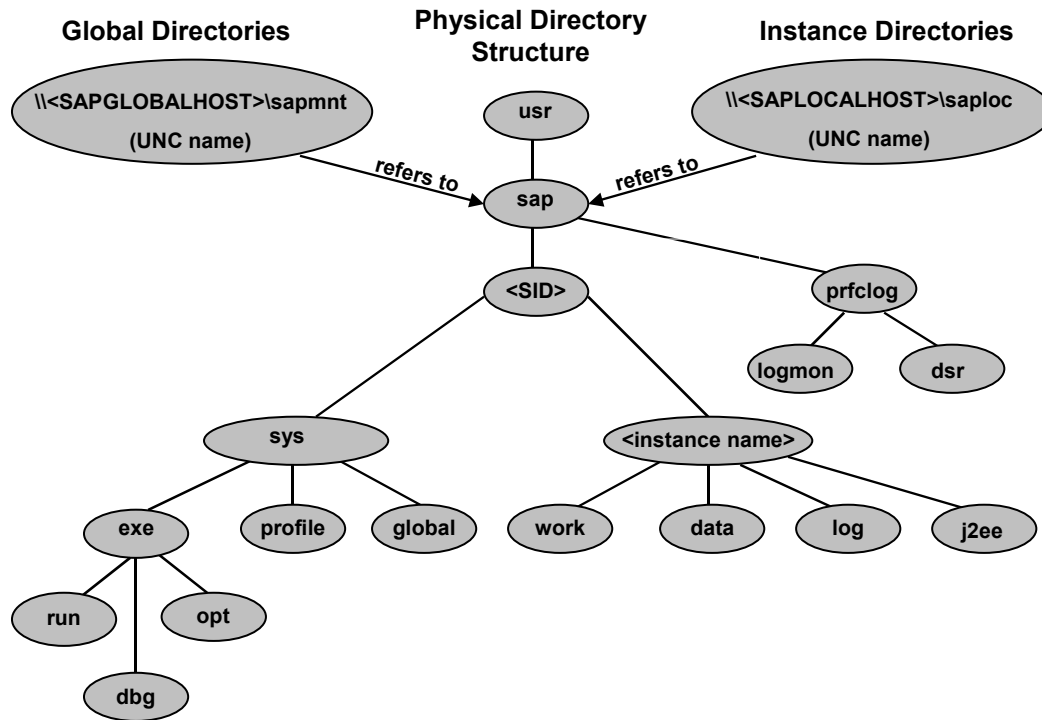 Global Directories
Physical Directory
Structure
Instance Directories
\\<SAPGLOBALHOST>\sapmnt
(UNC name)
usr
\\<SAPLOCALHOST>\saploc
(UNC name)
refers to
refers to
sap
<SID>
prfclog
logmon
dsr
sys
<instance name>
exe
profile
global
work
data
log
j2ee
run
opt
dbg